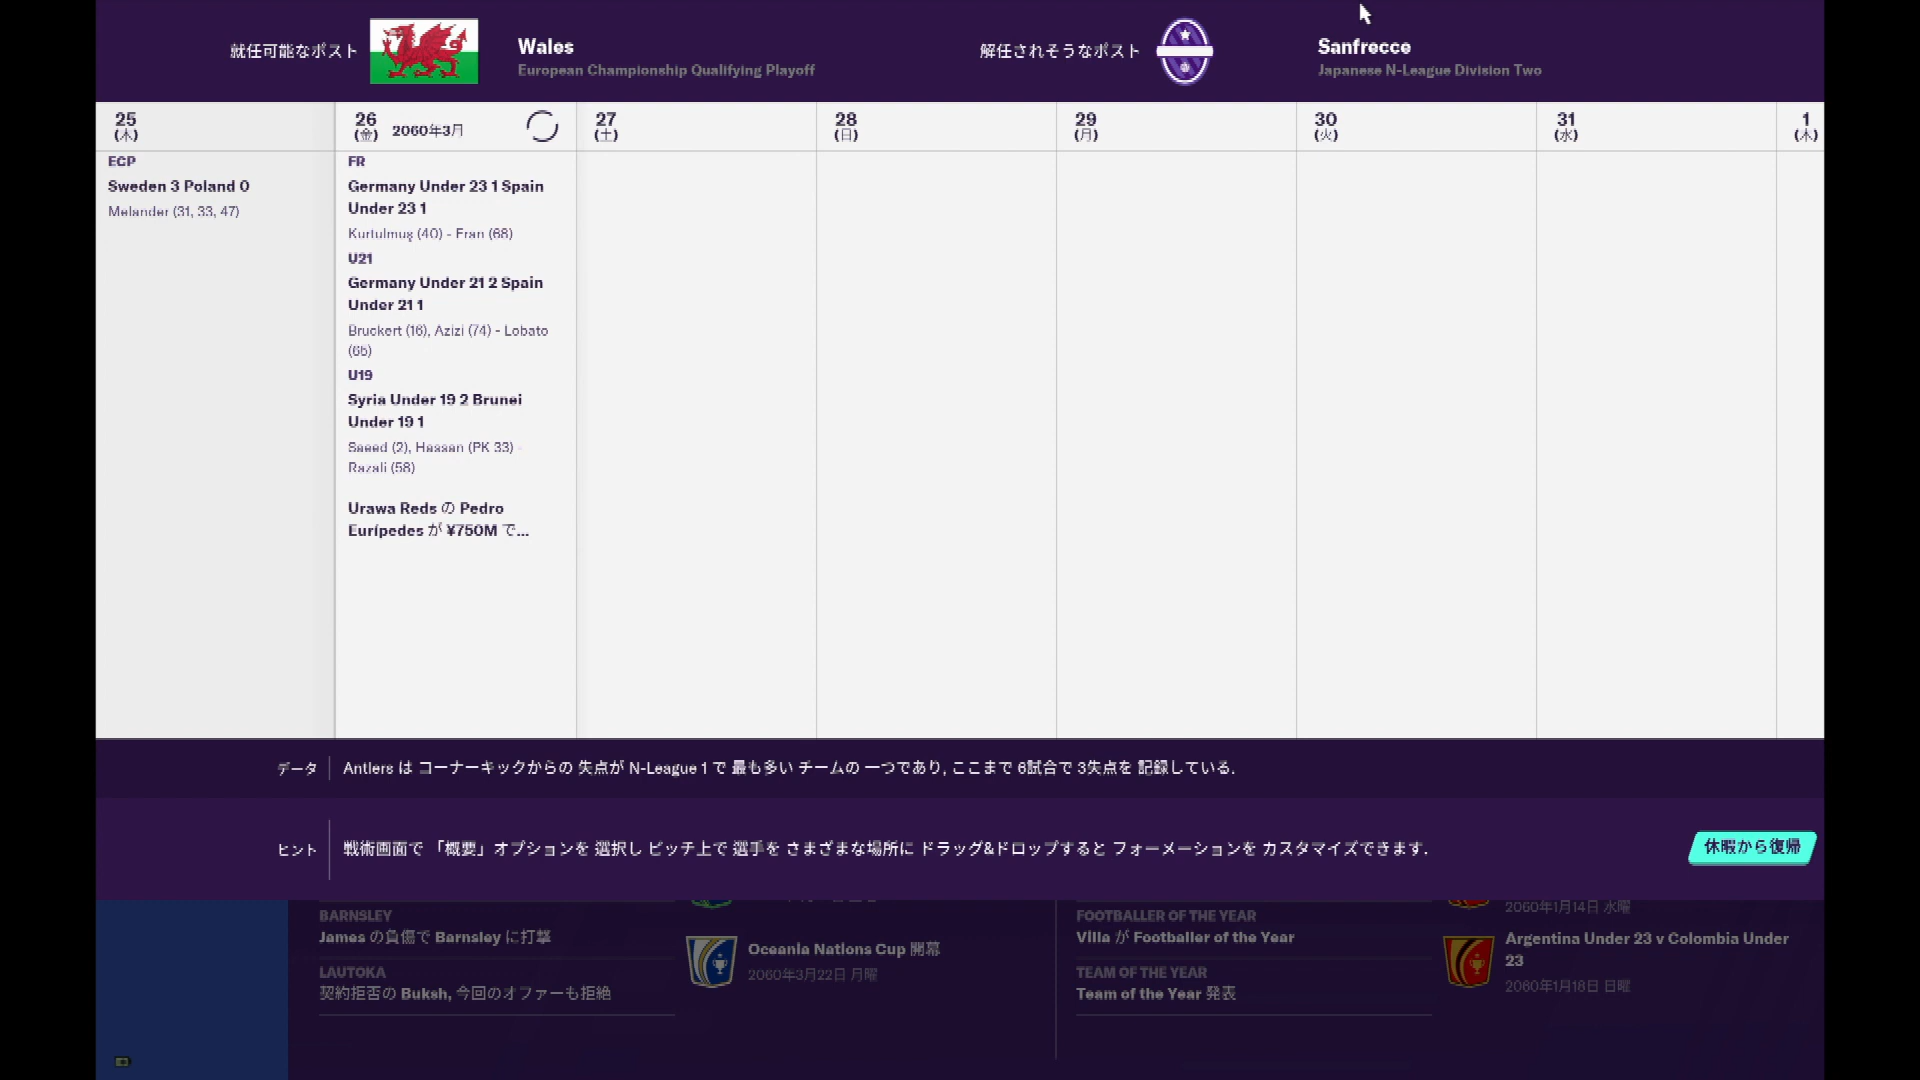 就任可能なポスト
Wales
European Championship Qualifying Playoff
解任されそうなポスト
Sanfrecce
Japanese N-League Division Two
25
(木)
26
(金)
2060年3月
27
(土)
28
(日)
29
(月)
30
(火)
31
(水)
1
(木)
ECP
Sweden 3 Poland 0
Melander (31, 33, 47)
FR
Germany Under 23 1 Spain
Under 23 1
Kurtulmuş (40) - Fran (68)
U21
Germany Under 21 2 Spain
Under 21 1
Bruckert (16), Azizi (74) - Lobato
(65)
U19
Syria Under 19 2 Brunei
Under 19 1
Saeed (2), Hassan (PK 33) -
Razali (58)
Urawa Reds の Pedro
Eurípedes が ¥750M で...
データ
Antlers は コーナーキックからの 失点が N-League 1 で 最も多い チームの 一つであり, ここまで 6試合で 3失点を 記録している.
ヒント
戦術画面で 「概要」オプションを 選択し ピッチ上で 選手を さまざまな場所に ドラッグ&ドロップすると フォーメーションを カスタマイズできます.
休暇から復帰
BARNSLEY
James の負傷で Barnsley に打撃
LAUTOKA
契約拒否の Buksh, 今回のオファーも拒絶
Oceania Nations Cup 開幕
2060年3月22日 月曜
FOOTBALLER OF THE YEAR
Villa が Footballer of the Year
TEAM OF THE YEAR
Team of the Year 発表
2060年1月14日 水曜
Argentina Under 23 v Colombia Under
23
2060年1月18日 日曜